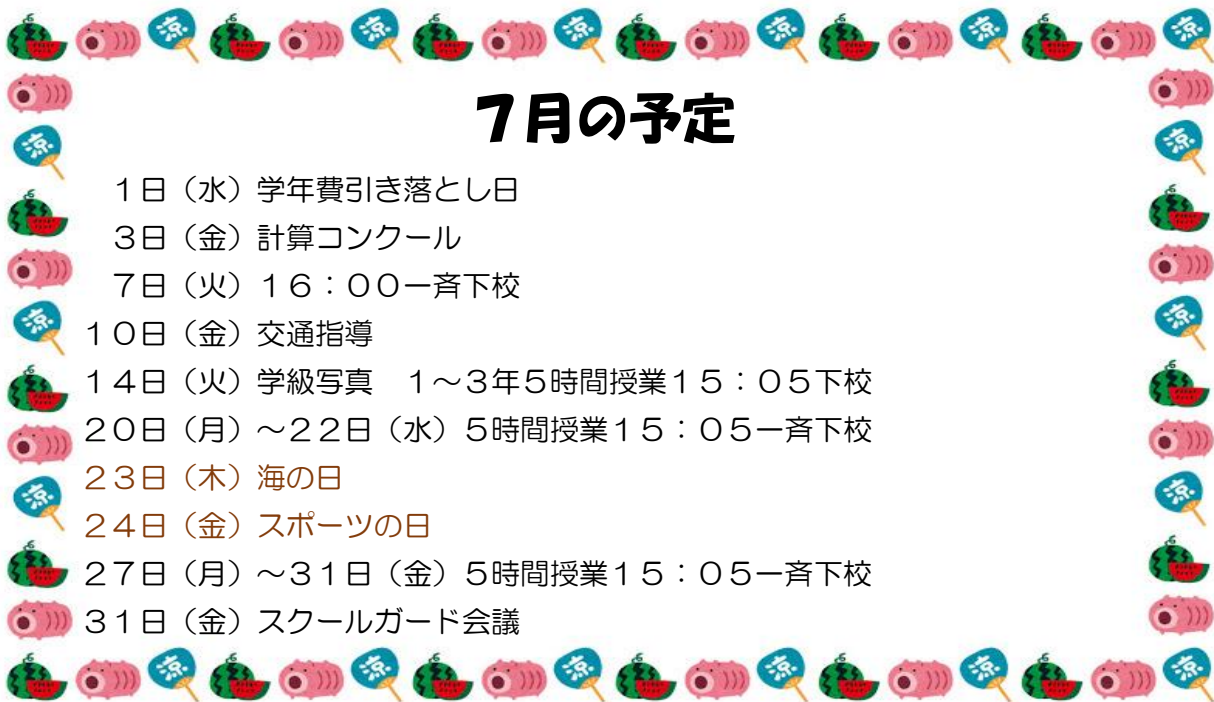 ７月の予定
１日（水）学年費引き落とし日
３日（金）計算コンクール
７日（火）１６：００一斉下校
１０日（金）交通指導
１４日（火）学級写真　１～３年５時間授業１５：０５下校
２０日（月）～２２日（水）５時間授業１５：０５一斉下校
２３日（木）海の日
２４日（金）スポーツの日
２７日（月）～３１日（金）５時間授業１５：０５一斉下校
３１日（金）スクールガード会議
涼